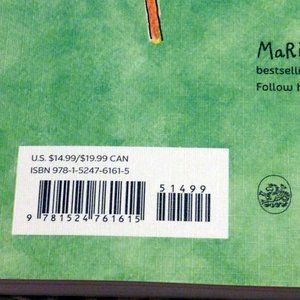 MaRi
bestselli
Follow h
U.S. $14.99/$19.99 CAN
ISBN 978-1-5247-6161-5
51499
9 781524 761615